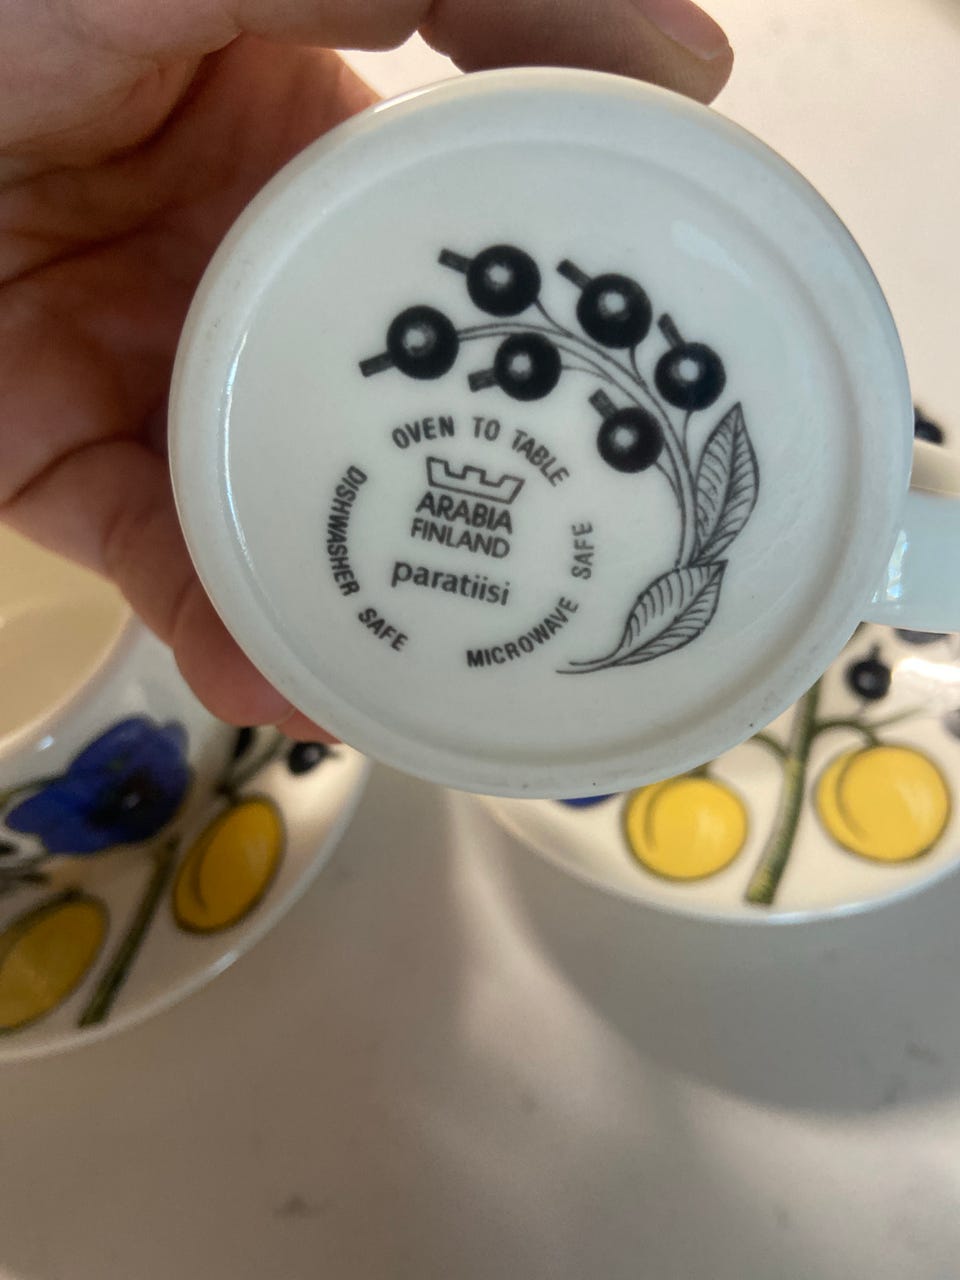 OVEN TO TABLE
ARABIA
FINLAND
paratiisi
DISHWASHER SAFE
MICROWAVE SAFE